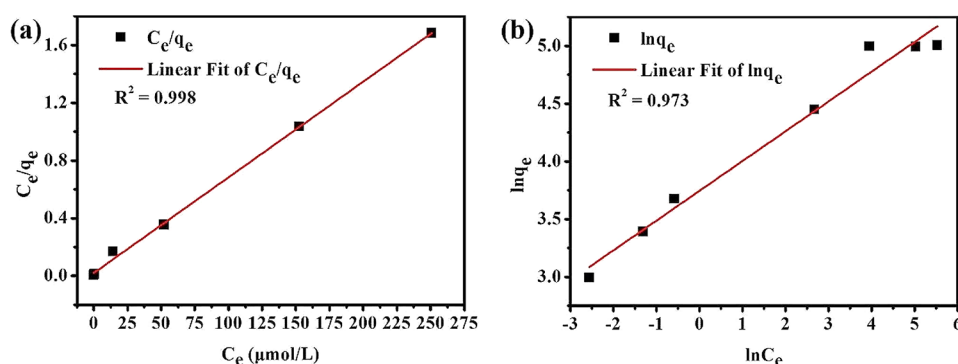 (a)
Cₑ/qₑ
Linear Fit of Cₑ/qₑ
R² = 0.998
1.6
1.2
0.8
0.4
0.0
Cₑ/qₑ
0 25 50 75 100 125 150 175 200 225 250 275
Cₑ (μmol/L)
(b)
lnqₑ
Linear Fit of lnqₑ
R² = 0.973
5.0
4.5
4.0
3.5
3.0
lnqₑ
-3 -2 -1 0 1 2 3 4 5 6
lnCₑ